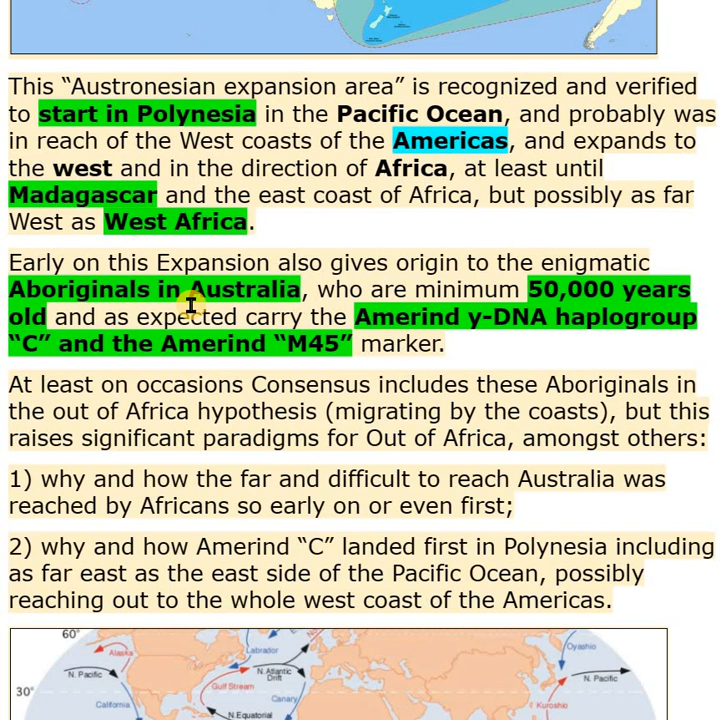 This “Austronesian expansion area” is recognized and verified
to start in Polynesia in the Pacific Ocean, and probably was
in reach of the West coasts of the Americas, and expands to
the west and in the direction of Africa, at least until
Madagascar and the east coast of Africa, but possibly as far
West as West Africa.
Early on this Expansion also gives origin to the enigmatic
Aboriginals in Australia, who are minimum 50,000 years
old and as expected carry the Amerind y-DNA haplogroup
“C” and the Amerind “M45” marker.
At least on occasions Consensus includes these Aboriginals in
the out of Africa hypothesis (migrating by the coasts), but this
raises significant paradigms for Out of Africa, amongst others:
1) why and how the far and difficult to reach Australia was
reached by Africans so early on or even first;
2) why and how Amerind “C” landed first in Polynesia including
as far east as the east side of the Pacific Ocean, possibly
reaching out to the whole west coast of the Americas.
60°
Alaska
Labrador
Oyashio
N. Pacific
N. Atlantic
Drift
N. Pacific
30°
Gulf Stream
California
Canary
Kuroshio
N.Equatorial